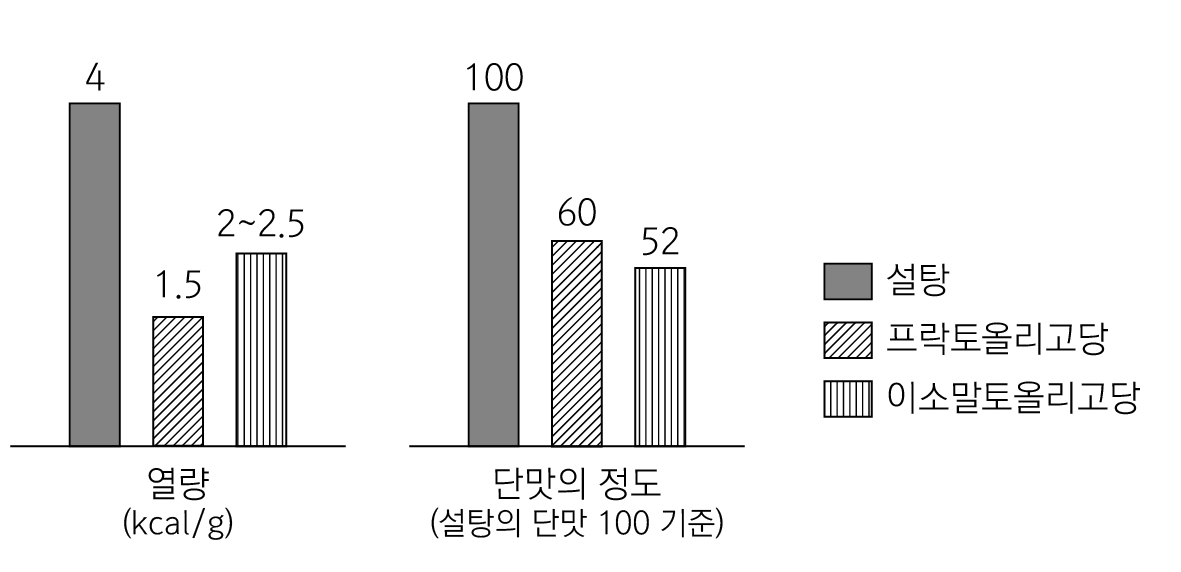 4
1.5
2~2.5
열량
(kcal/g)
100
60
52
단맛의 정도
(설탕의 단맛 100 기준)
설탕
프락토올리고당
이소말토올리고당